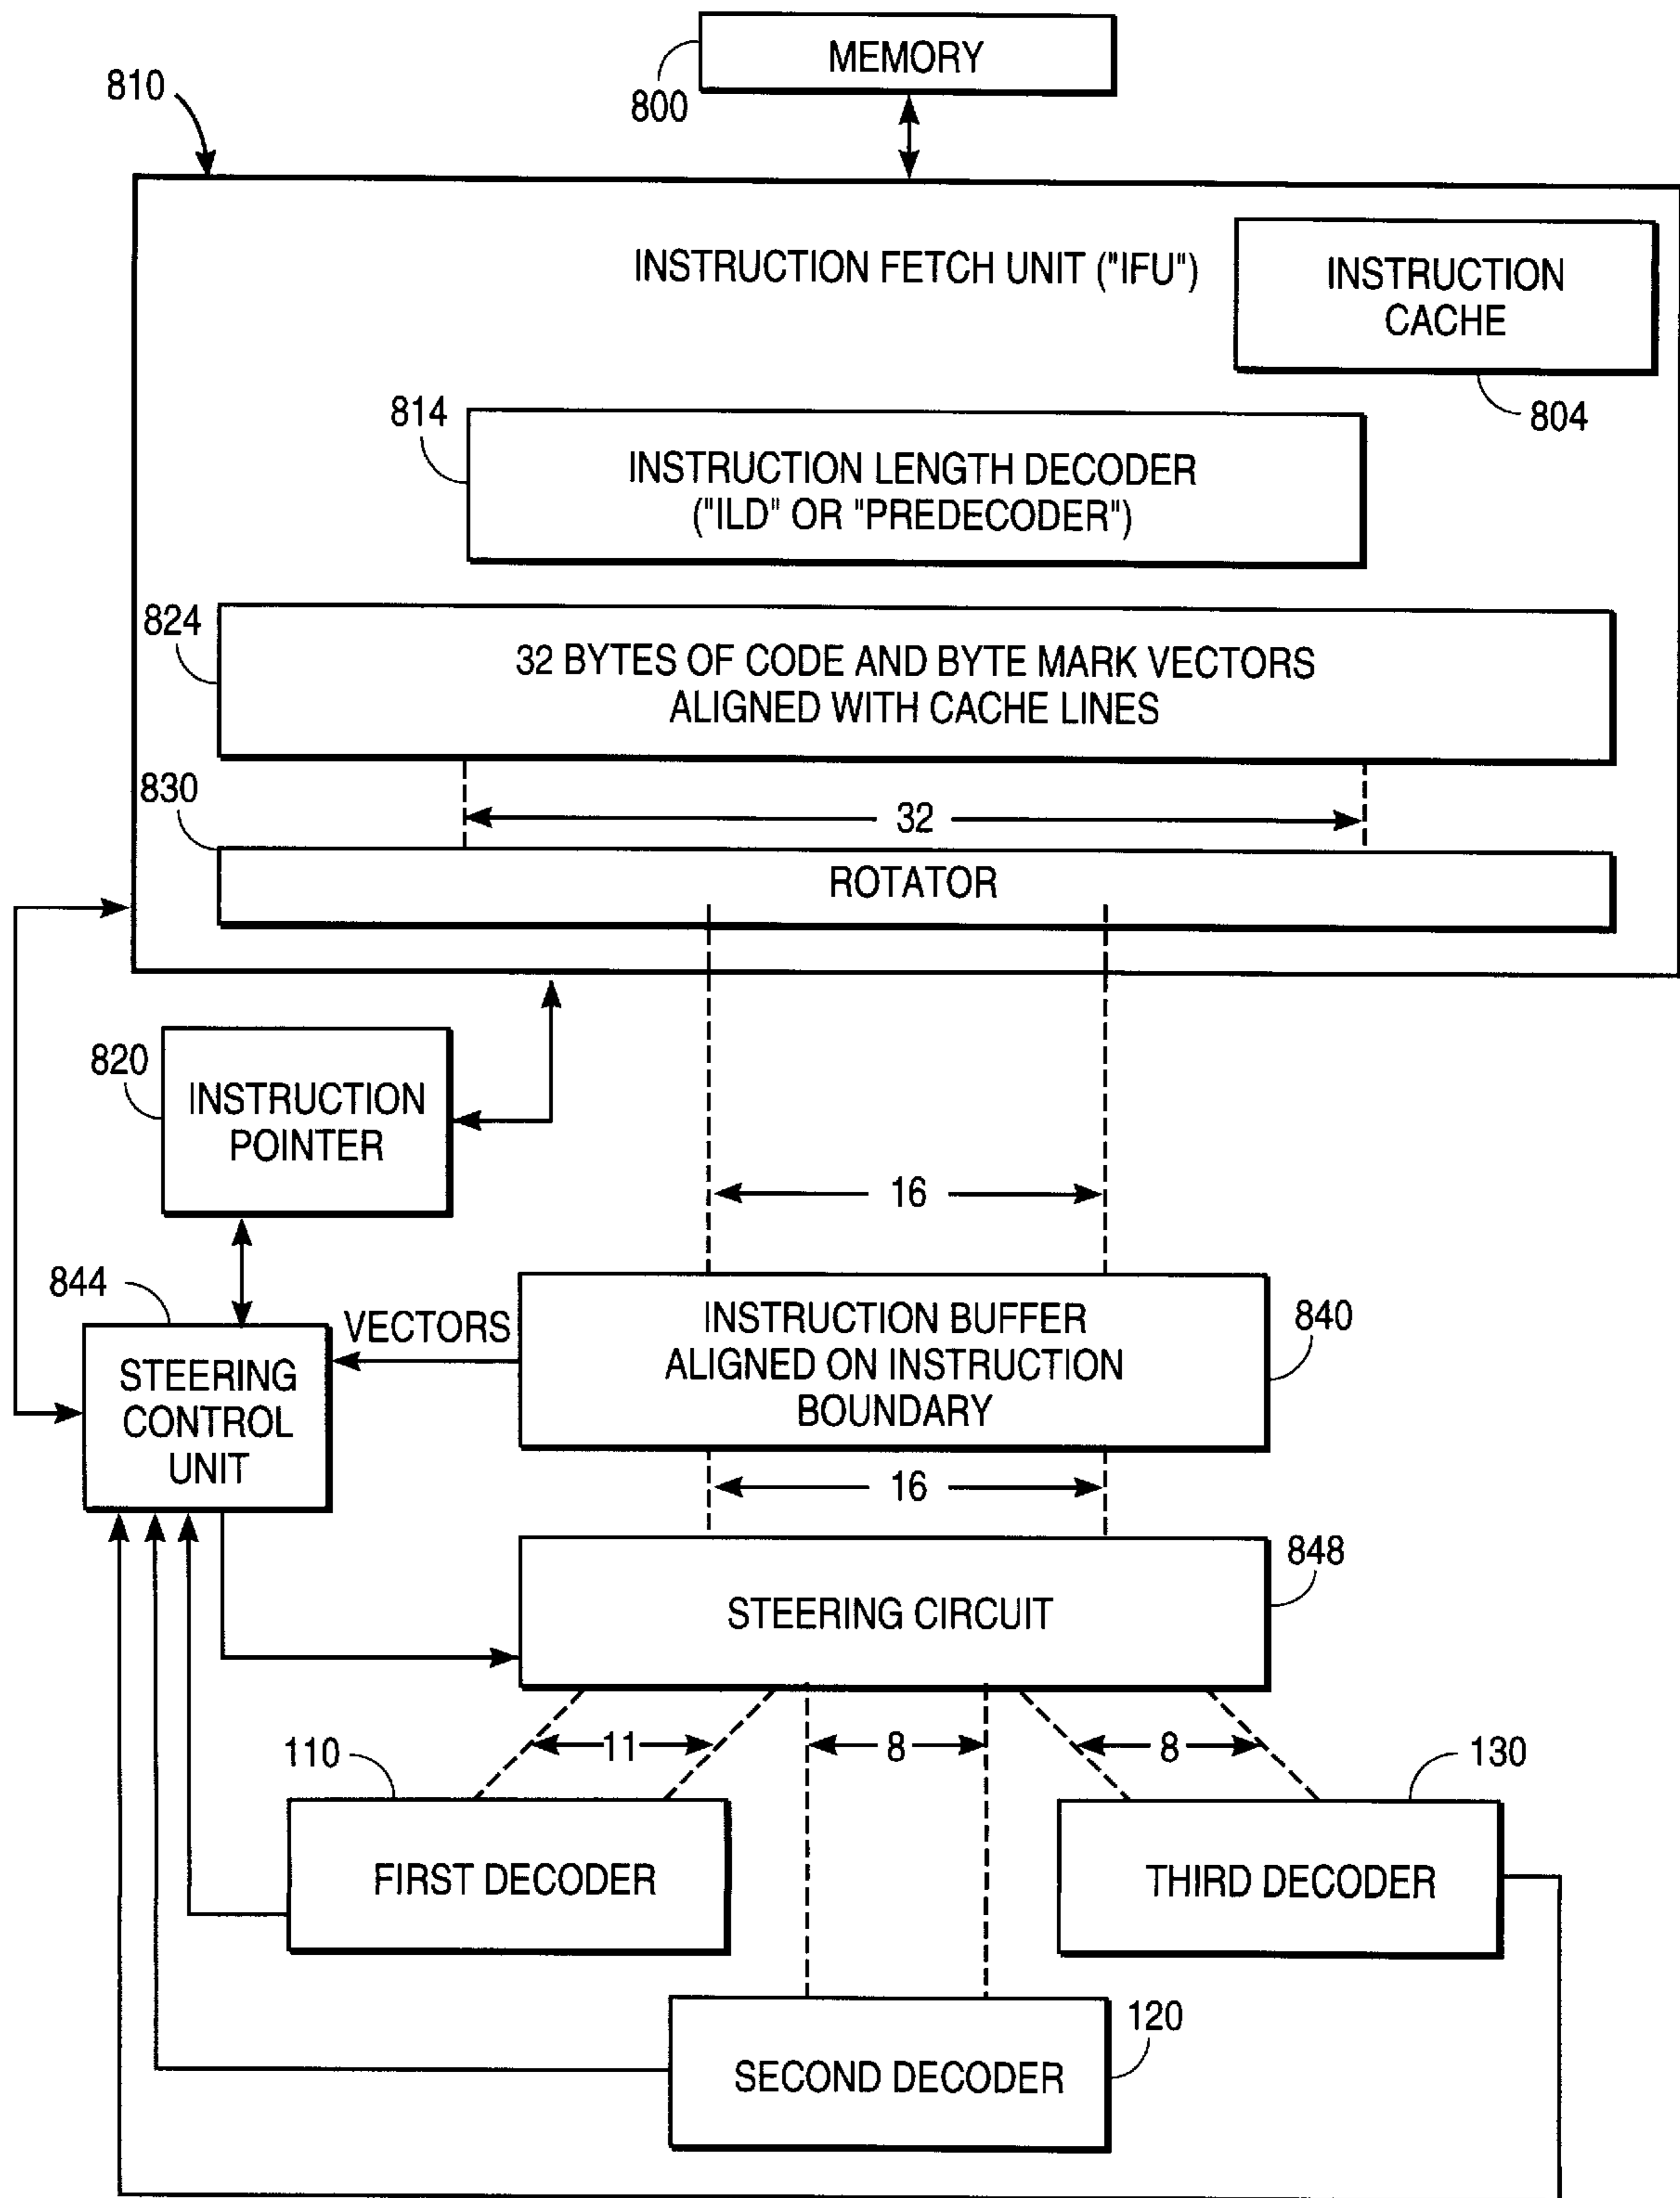 MEMORY
800
810
INSTRUCTION FETCH UNIT ("IFU")
INSTRUCTION
CACHE
804
814
INSTRUCTION LENGTH DECODER
("ILD" OR "PREDECODER")
824
32 BYTES OF CODE AND BYTE MARK VECTORS
ALIGNED WITH CACHE LINES
830
32
ROTATOR
820
INSTRUCTION
POINTER
16
844
STEERING
CONTROL
UNIT
VECTORS
INSTRUCTION BUFFER
ALIGNED ON INSTRUCTION
BOUNDARY
840
16
848
STEERING CIRCUIT
11
8
8
110
FIRST DECODER
130
THIRD DECODER
120
SECOND DECODER